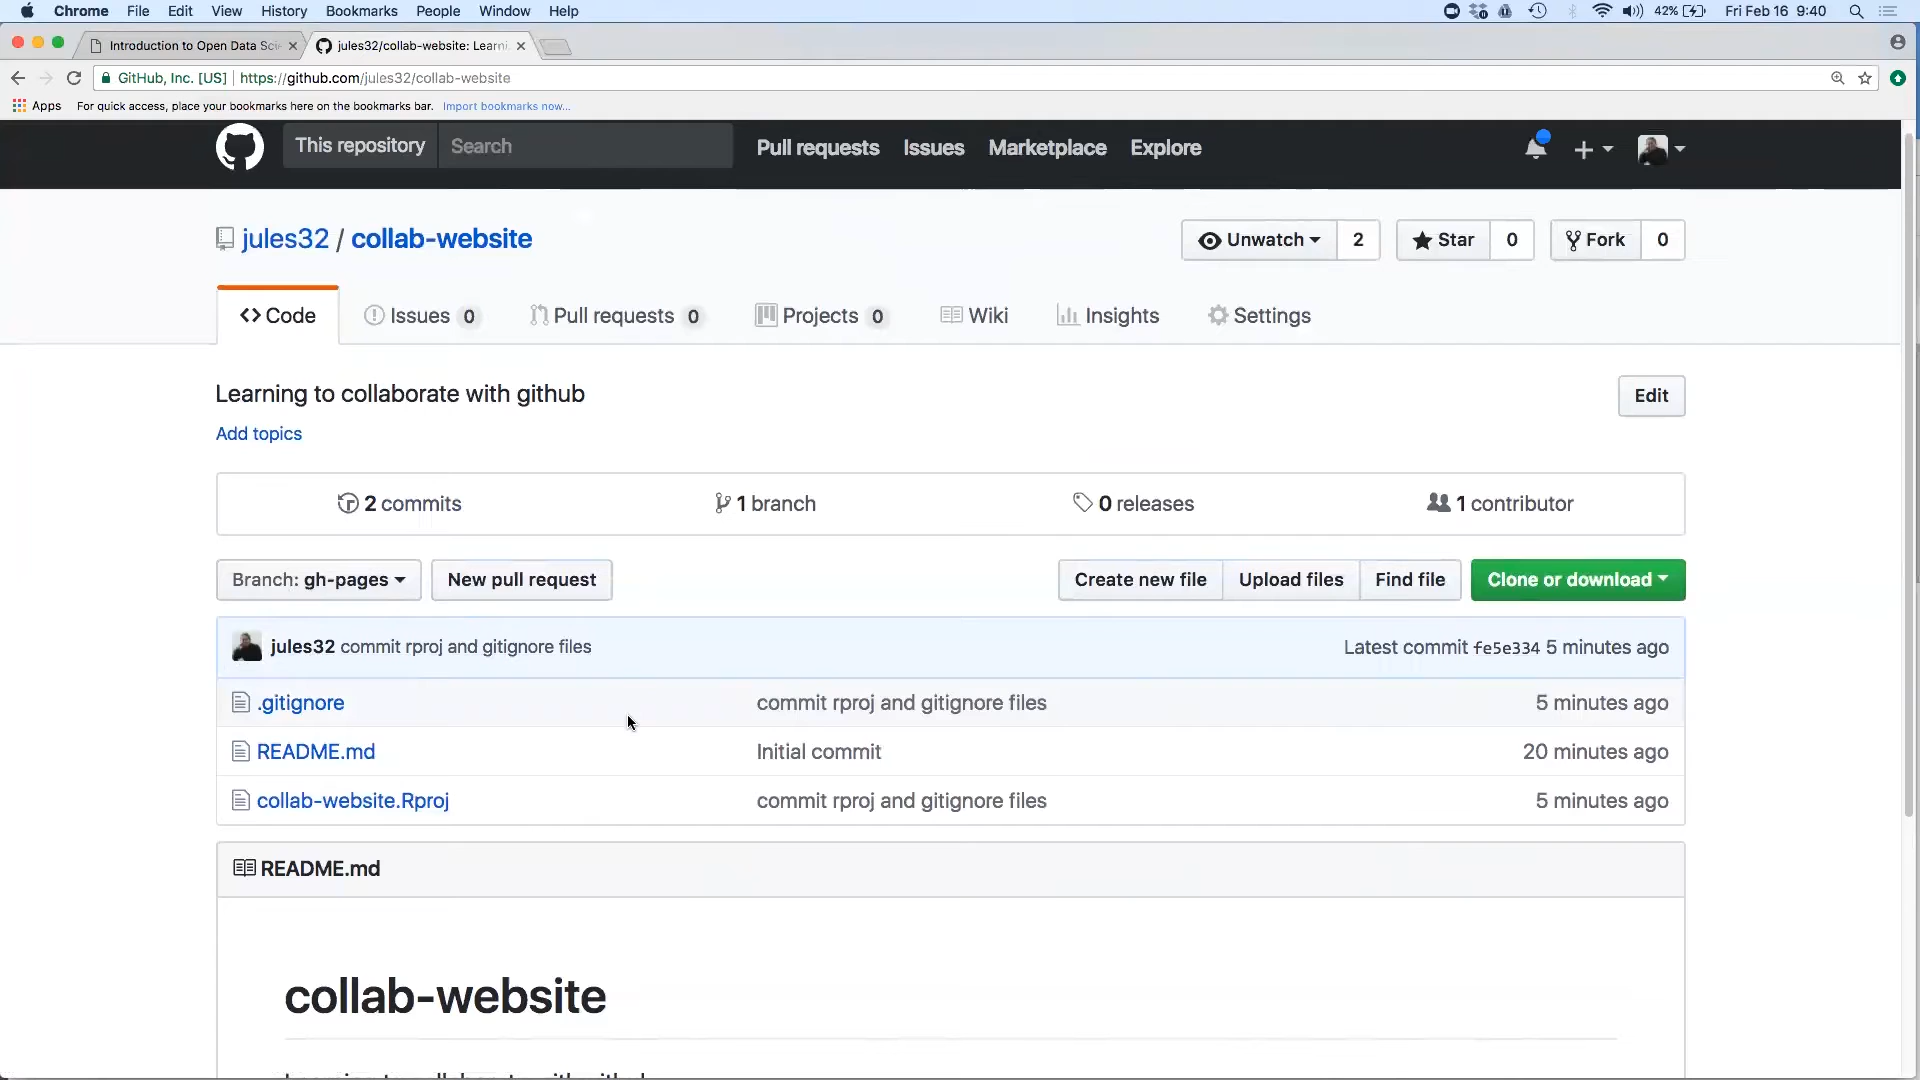 Chrome File Edit View History Bookmarks People Window Help 42% Fri Feb 16 9:40
Introduction to Open Data Sci jules32/collab-website: Learni
GitHub, Inc. [US] https://github.com/jules32/collab-website
Apps For quick access, place your bookmarks here on the bookmarks bar. Import bookmarks now...
This repository Search Pull requests Issues Marketplace Explore
jules32 / collab-website Unwatch 2 Star 0 Fork 0
Code Issues 0 Pull requests 0 Projects 0 Wiki Insights Settings
Learning to collaborate with github Edit
Add topics
2 commits 1 branch 0 releases 1 contributor
Branch: gh-pages New pull request Create new file Upload files Find file Clone or download
jules32 commit rproj and gitignore files Latest commit fe5e334 5 minutes ago
.gitignore commit rproj and gitignore files 5 minutes ago
README.md Initial commit 20 minutes ago
collab-website.Rproj commit rproj and gitignore files 5 minutes ago
README.md
collab-website